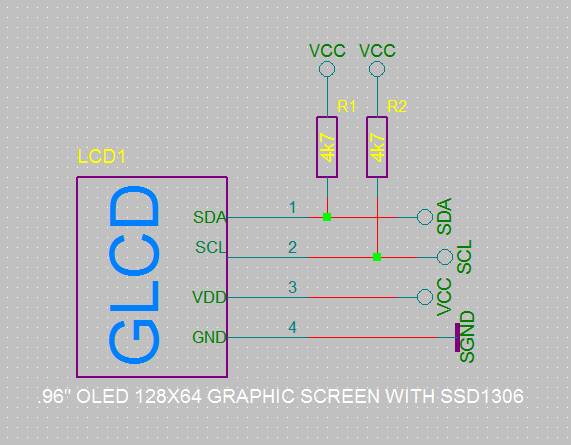 VCC VCC
R1 R2
4k7 4k7
LCD1
GLCD
SDA 1 SDA
SCL 2 SCL
VDD 3 VCC
GND 4 SGND
.96" OLED 128X64 GRAPHIC SCREEN WITH SSD1306